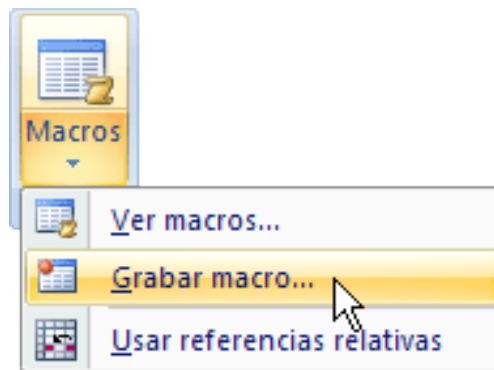 Macros
Ver macros...
Grabar macro...
Usar referencias relativas